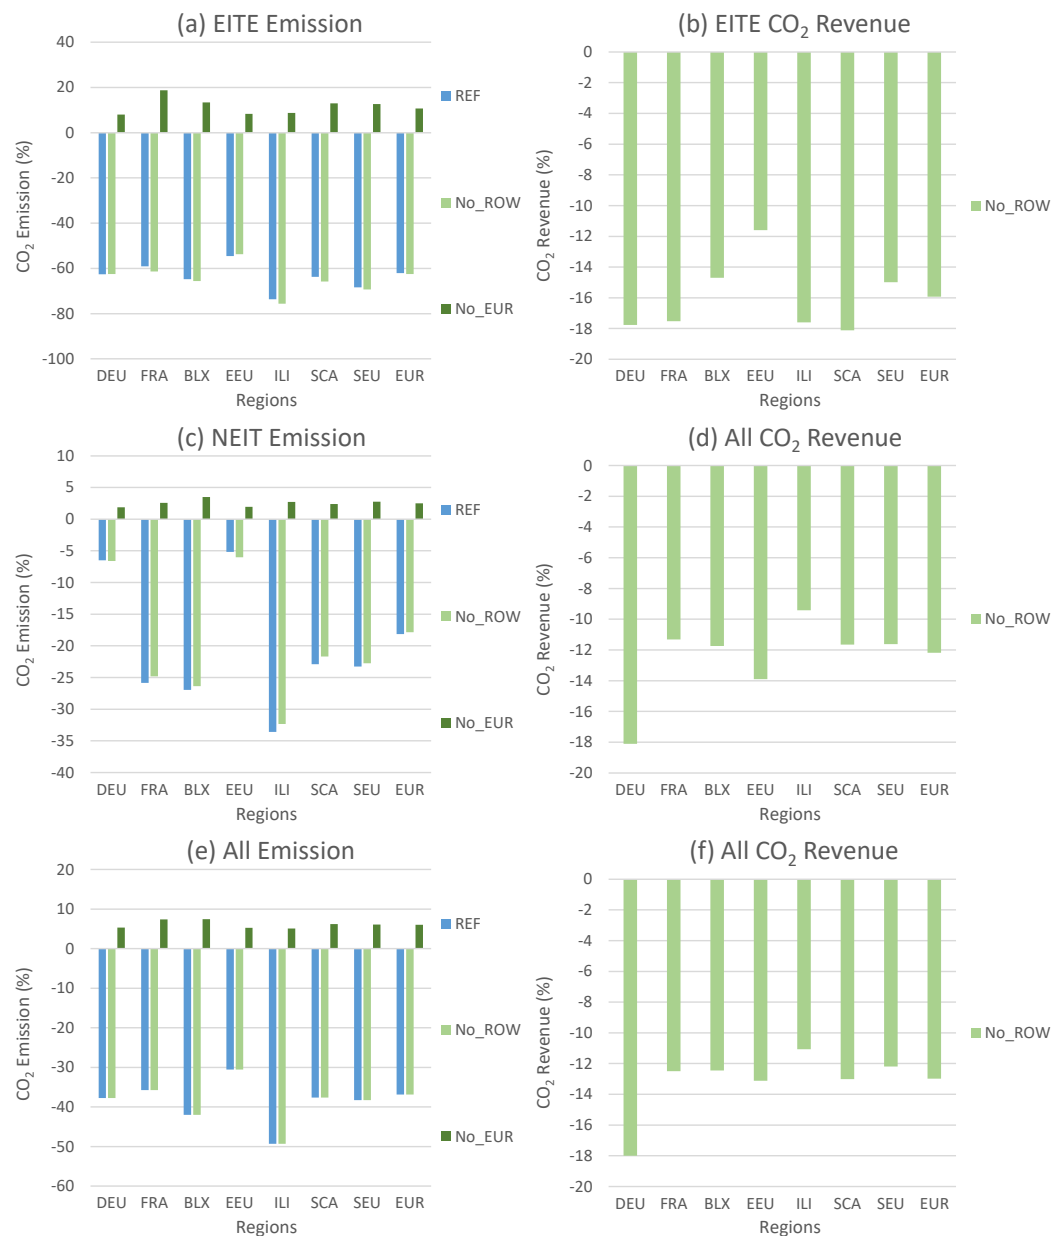 (a) EITE Emission
40
20
0
-20
-40
-60
-80
-100
CO₂ Emission (%)
DEU FRA BLX EEU ILI SCA SEU EUR
Regions
REF
No_ROW
No_EUR
(b) EITE CO₂ Revenue
0
-2
-4
-6
-8
-10
-12
-14
-16
-18
-20
CO₂ Revenue (%)
DEU FRA BLX EEU ILI SCA SEU EUR
Regions
No_ROW
(c) NEIT Emission
10
5
0
-5
-10
-15
-20
-25
-30
-35
-40
CO₂ Emission (%)
DEU FRA BLX EEU ILI SCA SEU EUR
Regions
REF
No_ROW
No_EUR
(d) All CO₂ Revenue
0
-2
-4
-6
-8
-10
-12
-14
-16
-18
-20
CO₂ Revenue (%)
DEU FRA BLX EEU ILI SCA SEU EUR
Regions
No_ROW
(e) All Emission
20
10
0
-10
-20
-30
-40
-50
-60
CO₂ Emission (%)
DEU FRA BLX EEU ILI SCA SEU EUR
Regions
REF
No_ROW
No_EUR
(f) All CO₂ Revenue
0
-2
-4
-6
-8
-10
-12
-14
-16
-18
-20
CO₂ Revenue (%)
DEU FRA BLX EEU ILI SCA SEU EUR
Regions
No_ROW